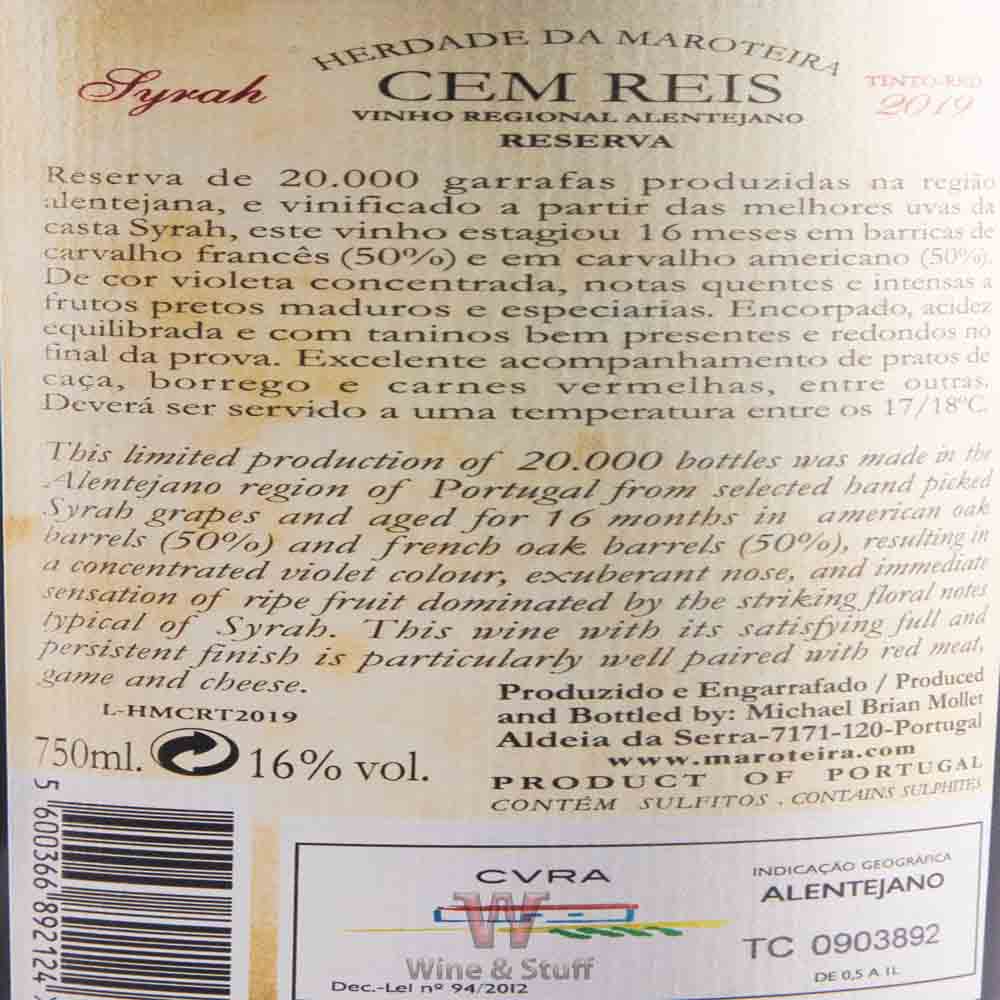 HERDADE DA MAROTEIRA
Syrah
CEM REIS
TINTO-RED
2019
VINHO REGIONAL ALENTEJANO
RESERVA
Reserva de 20.000 garrafas produzidas na região
alentejana, e vinificado a partir das melhores uvas da
casta Syrah, este vinho estagiou 16 meses em barricas de
carvalho francês (50%) e em carvalho americano (50%).
De cor violeta concentrada, notas quentes e intensas a
frutos pretos maduros e especiarias. Encorpado, acidez
equilibrada e com taninos bem presentes e redondos no
final da prova. Excelente acompanhamento de pratos de
caça, borrego e carnes vermelhas, entre outras.
Deverá ser servido a uma temperatura entre os 17/18ºC.
This limited production of 20.000 bottles was made in the
Alentejano region of Portugal from selected hand picked
Syrah grapes and aged for 16 months in american oak
barrels (50%) and french oak barrels (50%), resulting in
a concentrated violet colour, exuberant nose, and immediate
sensation of ripe fruit dominated by the striking floral notes
typical of Syrah. This wine with its satisfying full and
persistent finish is particularly well paired with red meat,
game and cheese.
L-HMCRT2019
750ml.
16% vol.
Produzido e Engarrafado / Produced
and Bottled by: Michael Brian Mollet
Aldeia da Serra-7171-120-Portugal
www.maroteira.com
PRODUCT OF PORTUGAL
CONTÉM SULFITOS . CONTAINS SULPHITES
5 600366 892124
CVRA
W
Wine & Stuff
Dec.-Lei nº 94/2012
INDICAÇÃO GEOGRÁFICA
ALENTEJANO
TC 0903892
DE 0,5 A 1L